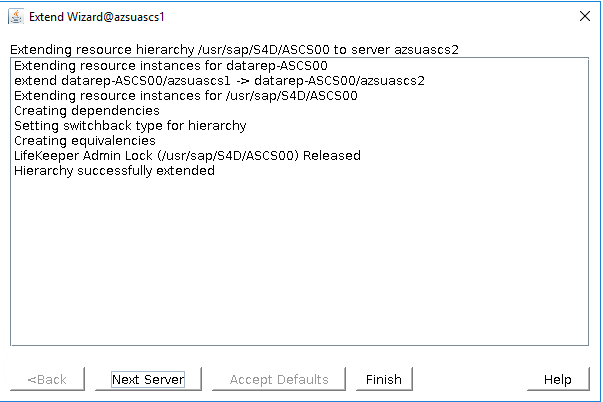 Extend Wizard@azsuascs1
Extending resource hierarchy /usr/sap/S4D/ASCS00 to server azsuascs2
Extending resource instances for datarep-ASCS00
extend datarep-ASCS00/azsuascs1 -> datarep-ASCS00/azsuascs2
Extending resource instances for /usr/sap/S4D/ASCS00
Creating dependencies
Setting switchback type for hierarchy
Creating equivalencies
LifeKeeper Admin Lock (/usr/sap/S4D/ASCS00) Released
Hierarchy successfully extended
<Back Next Server Accept Defaults Finish Help